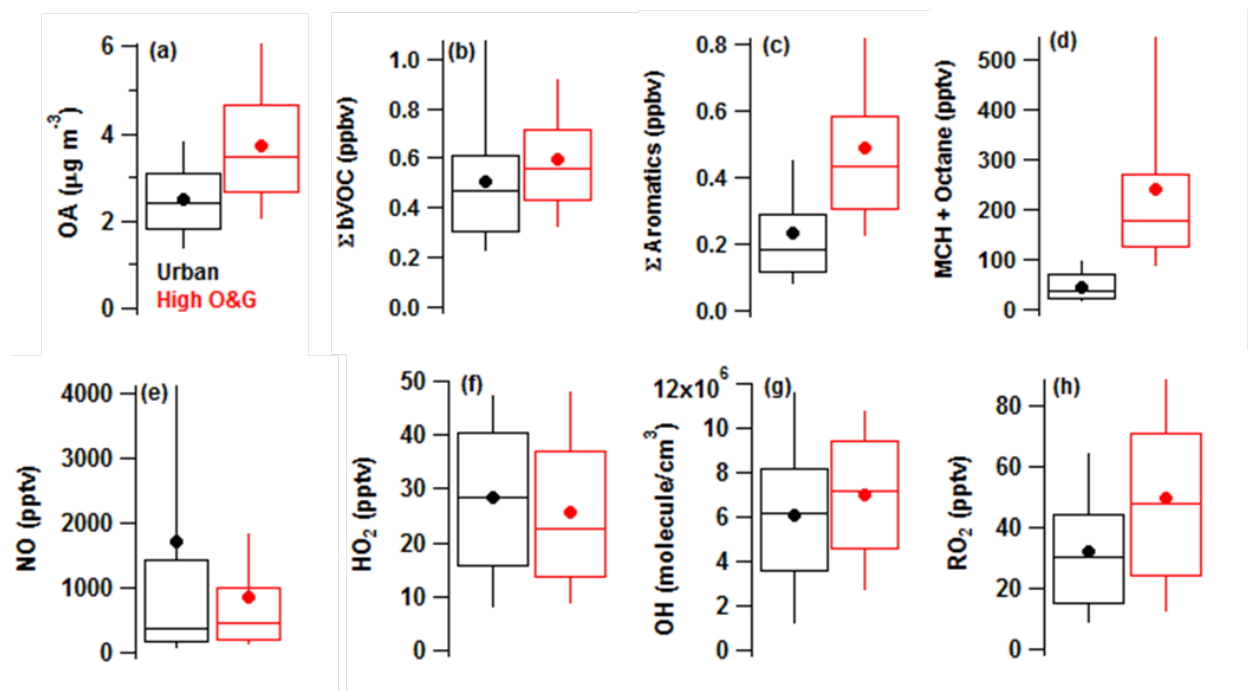 (a)
OA (μg m⁻³)
6
4
2
0
Urban
High O&G
(b)
ΣbVOC (ppbv)
1.0
0.8
0.6
0.4
0.2
0.0
(c)
ΣAromatics (ppbv)
0.8
0.6
0.4
0.2
0.0
(d)
MCH + Octane (pptv)
500
400
300
200
100
0
(e)
NO (pptv)
4000
3000
2000
1000
0
(f)
HO₂ (pptv)
50
40
30
20
10
0
(g)
OH (molecule/cm³)
12x10⁶
10
8
6
4
2
0
(h)
RO₂ (pptv)
80
60
40
20
0